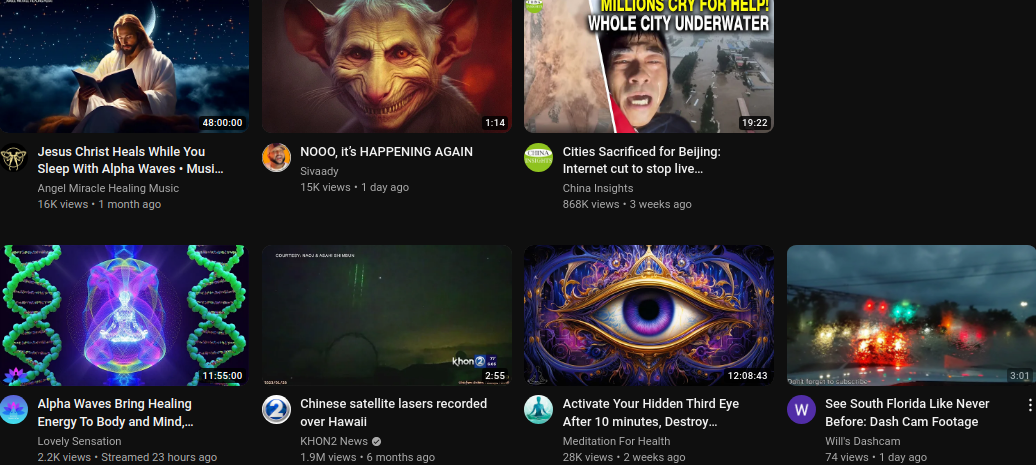 MILLIONS CRY FOR HELP!
WHOLE CITY UNDERWATER
48:00:00
1:14
19:22
Jesus Christ Heals While You
Sleep With Alpha Waves • Musi…
Angel Miracle Healing Music
16K views • 1 month ago
NOOO, it’s HAPPENING AGAIN
Sivaady
15K views • 1 day ago
CHINA
INSIGHTS
Cities Sacrificed for Beijing:
Internet cut to stop live…
China Insights
868K views • 3 weeks ago
COURTESY: NAOJ & ASAHI SHIMBUN
khon2
11:55:00
2:55
12:08:43
Don't forget to subscribe
3:01
Alpha Waves Bring Healing
Energy To Body and Mind,…
Lovely Sensation
2.2K views • Streamed 23 hours ago
2
Chinese satellite lasers recorded
over Hawaii
KHON2 News
1.9M views • 6 months ago
Activate Your Hidden Third Eye
After 10 minutes, Destroy…
Meditation For Health
28K views • 2 weeks ago
W
See South Florida Like Never
Before: Dash Cam Footage
Will's Dashcam
74 views • 1 day ago